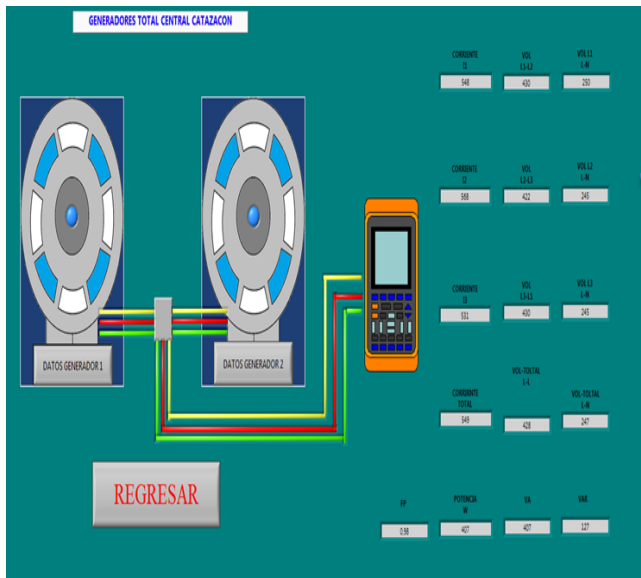 GENERADORES TOTAL CENTRAL CATAZACON
CORRIENTE
I1
548
VOL
L1-L2
430
VOL L1
L-N
250
CORRIENTE
I2
568
VOL
L2-L3
422
VOL L2
L-N
245
CORRIENTE
I3
531
VOL
L3-L1
430
VOL L3
L-N
245
CORRIENTE
TOTAL
549
VOL-TOLTAL
L-L
428
VOL-TOLTAL
L-N
247
DATOS GENERADOR 1
DATOS GENERADOR 2
REGRESAR
FP
0.98
POTENCIA
W
407
VA
407
VAR
127